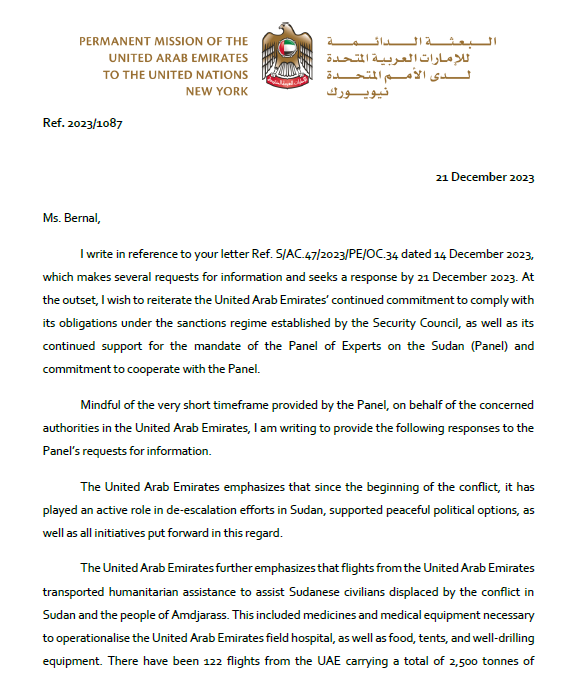 PERMANENT MISSION OF THE
UNITED ARAB EMIRATES
TO THE UNITED NATIONS
NEW YORK
البعثة الدائمة
للإمارات العربية المتحدة
لدى الأمم المتحدة
نيويورك
Ref. 2023/1087
21 December 2023
Ms. Bernal,
I write in reference to your letter Ref. S/AC.47/2023/PE/OC.34 dated 14 December 2023,
which makes several requests for information and seeks a response by 21 December 2023. At
the outset, I wish to reiterate the United Arab Emirates’ continued commitment to comply with
its obligations under the sanctions regime established by the Security Council, as well as its
continued support for the mandate of the Panel of Experts on the Sudan (Panel) and
commitment to cooperate with the Panel.
Mindful of the very short timeframe provided by the Panel, on behalf of the concerned
authorities in the United Arab Emirates, I am writing to provide the following responses to the
Panel’s requests for information.
The United Arab Emirates emphasizes that since the beginning of the conflict, it has
played an active role in de-escalation efforts in Sudan, supported peaceful political options, as
well as all initiatives put forward in this regard.
The United Arab Emirates further emphasizes that flights from the United Arab Emirates
transported humanitarian assistance to assist Sudanese civilians displaced by the conflict in
Sudan and the people of Amdjarass. This included medicines and medical equipment necessary
to operationalise the United Arab Emirates field hospital, as well as food, tents, and well-drilling
equipment. There have been 122 flights from the UAE carrying a total of 2,500 tonnes of